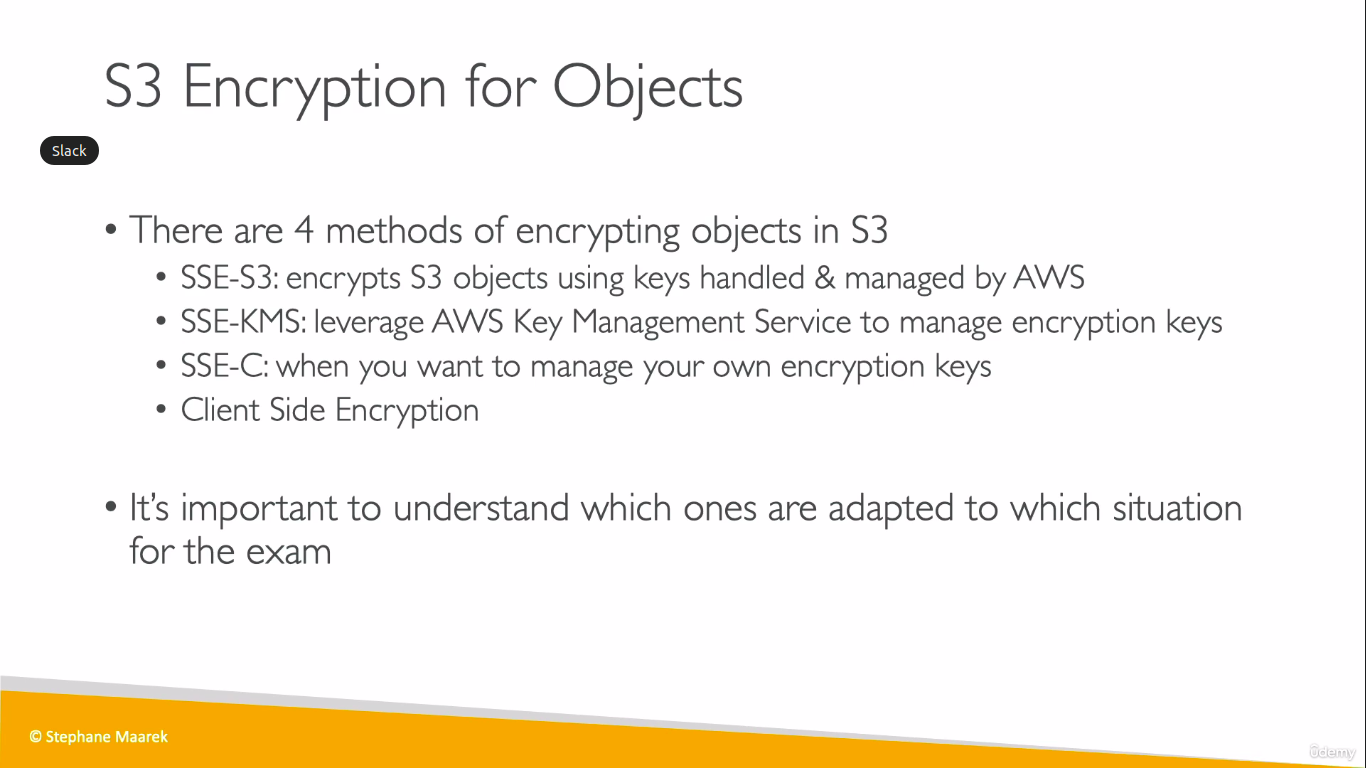 S3 Encryption for Objects
Slack
• There are 4 methods of encrypting objects in S3
• SSE-S3: encrypts S3 objects using keys handled & managed by AWS
• SSE-KMS: leverage AWS Key Management Service to manage encryption keys
• SSE-C: when you want to manage your own encryption keys
• Client Side Encryption
• It's important to understand which ones are adapted to which situation
for the exam
© Stephane Maarek
ûdemy